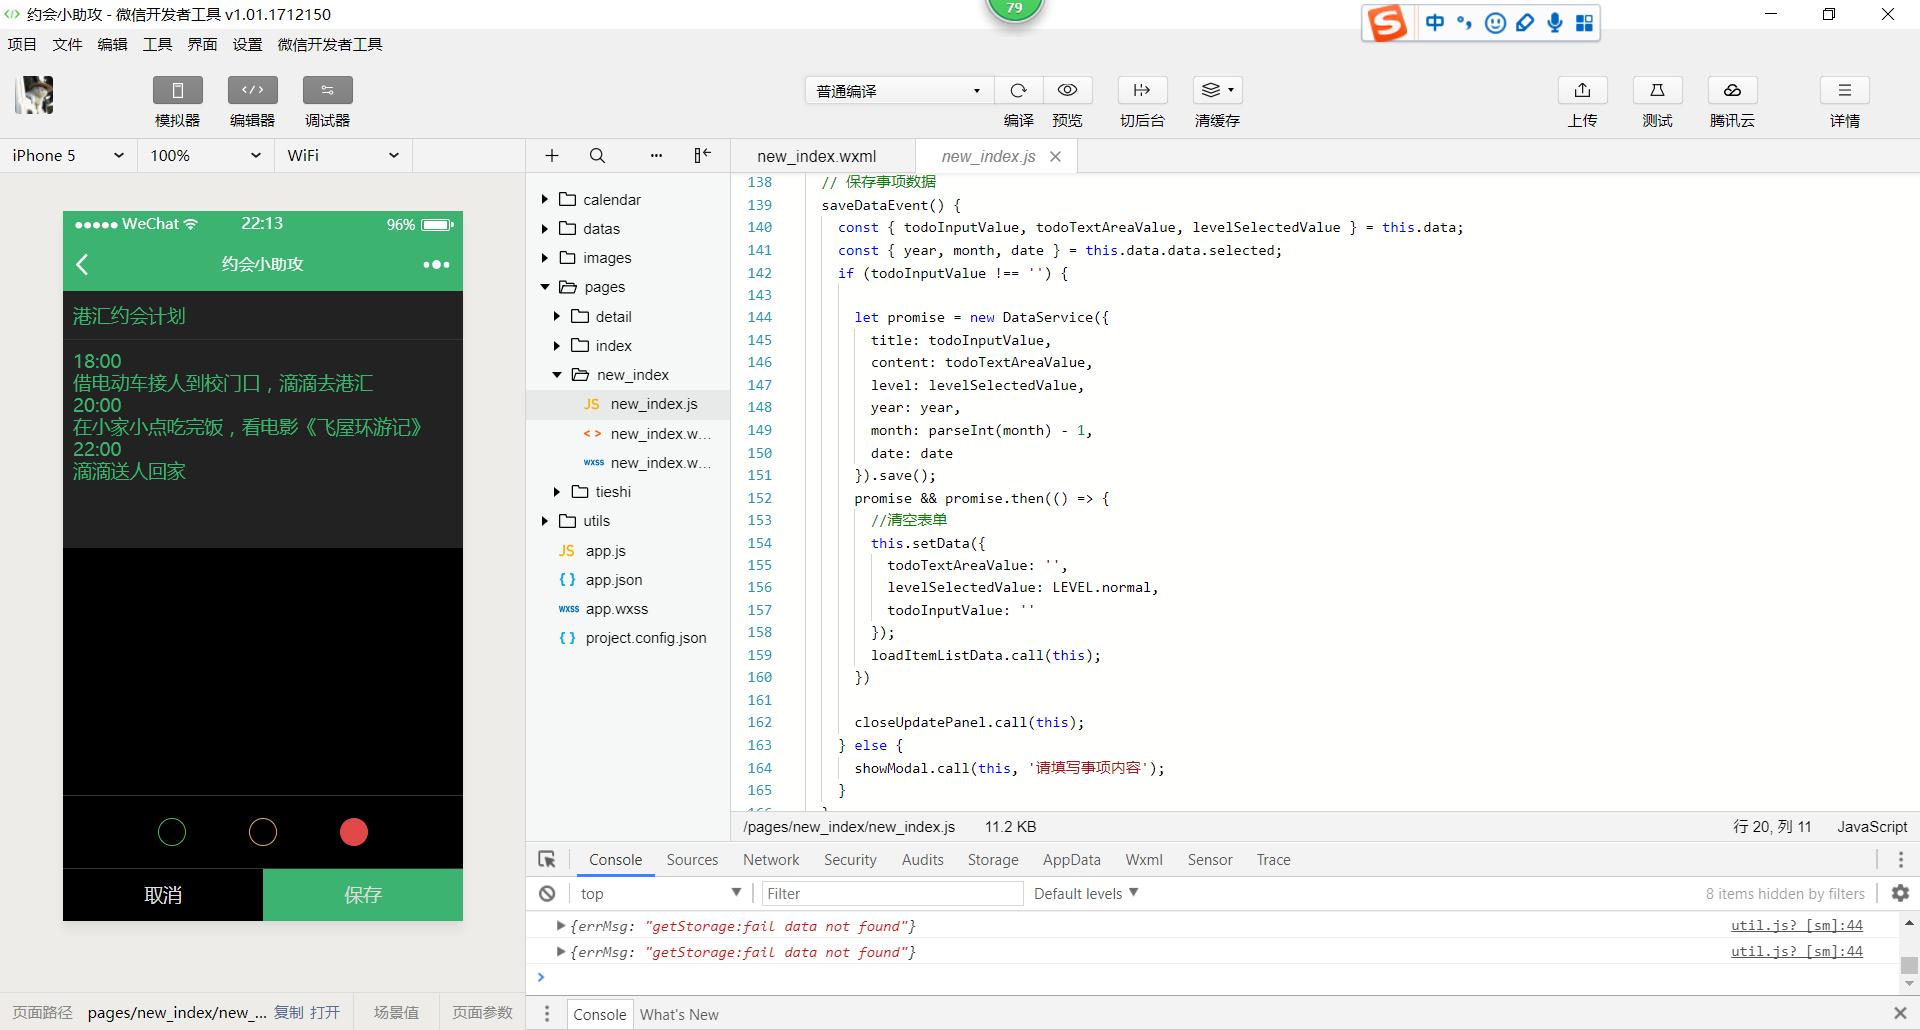 约会小助攻 - 微信开发者工具 v1.01.1712150
79
中
项目 文件 编辑 工具 界面 设置 微信开发者工具
模拟器 编辑器 调试器
普通编译
编译 预览 切后台 清缓存
上传 测试 腾讯云 详情
iPhone 5 100% WiFi
WeChat 22:13 96%
约会小助攻
港汇约会计划
18:00
借电动车接人到校门口，滴滴去港汇
20:00
在小家小点吃完饭，看电影《飞屋环游记》
22:00
滴滴送人回家
取消 保存
页面路径 pages/new_index/new_... 复制 打开 场景值 页面参数
calendar
datas
images
pages
detail
index
new_index
JS new_index.js
< > new_index.w...
wxss new_index.w...
tieshi
utils
JS app.js
{ } app.json
wxss app.wxss
{ } project.config.json
new_index.wxml new_index.js
138 // 保存事项数据
139 saveDataEvent() {
140 const { todoInputValue, todoTextAreaValue, levelSelectedValue } = this.data;
141 const { year, month, date } = this.data.data.selected;
142 if (todoInputValue !== '') {
143
144 let promise = new DataService({
145 title: todoInputValue,
146 content: todoTextAreaValue,
147 level: levelSelectedValue,
148 year: year,
149 month: parseInt(month) - 1,
150 date: date
151 }).save();
152 promise && promise.then(() => {
153 //清空表单
154 this.setData({
155 todoTextAreaValue: '',
156 levelSelectedValue: LEVEL.normal,
157 todoInputValue: ''
158 });
159 loadItemListData.call(this);
160 })
161
162 closeUpdatePanel.call(this);
163 } else {
164 showModal.call(this, '请填写事项内容');
165 }
166 }
/pages/new_index/new_index.js 11.2 KB 行 20, 列 11 JavaScript
Console Sources Network Security Audits Storage AppData Wxml Sensor Trace
top Filter Default levels 8 items hidden by filters
{errMsg: "getStorage:fail data not found"} util.js? [sm]:44
{errMsg: "getStorage:fail data not found"} util.js? [sm]:44
Console What's New